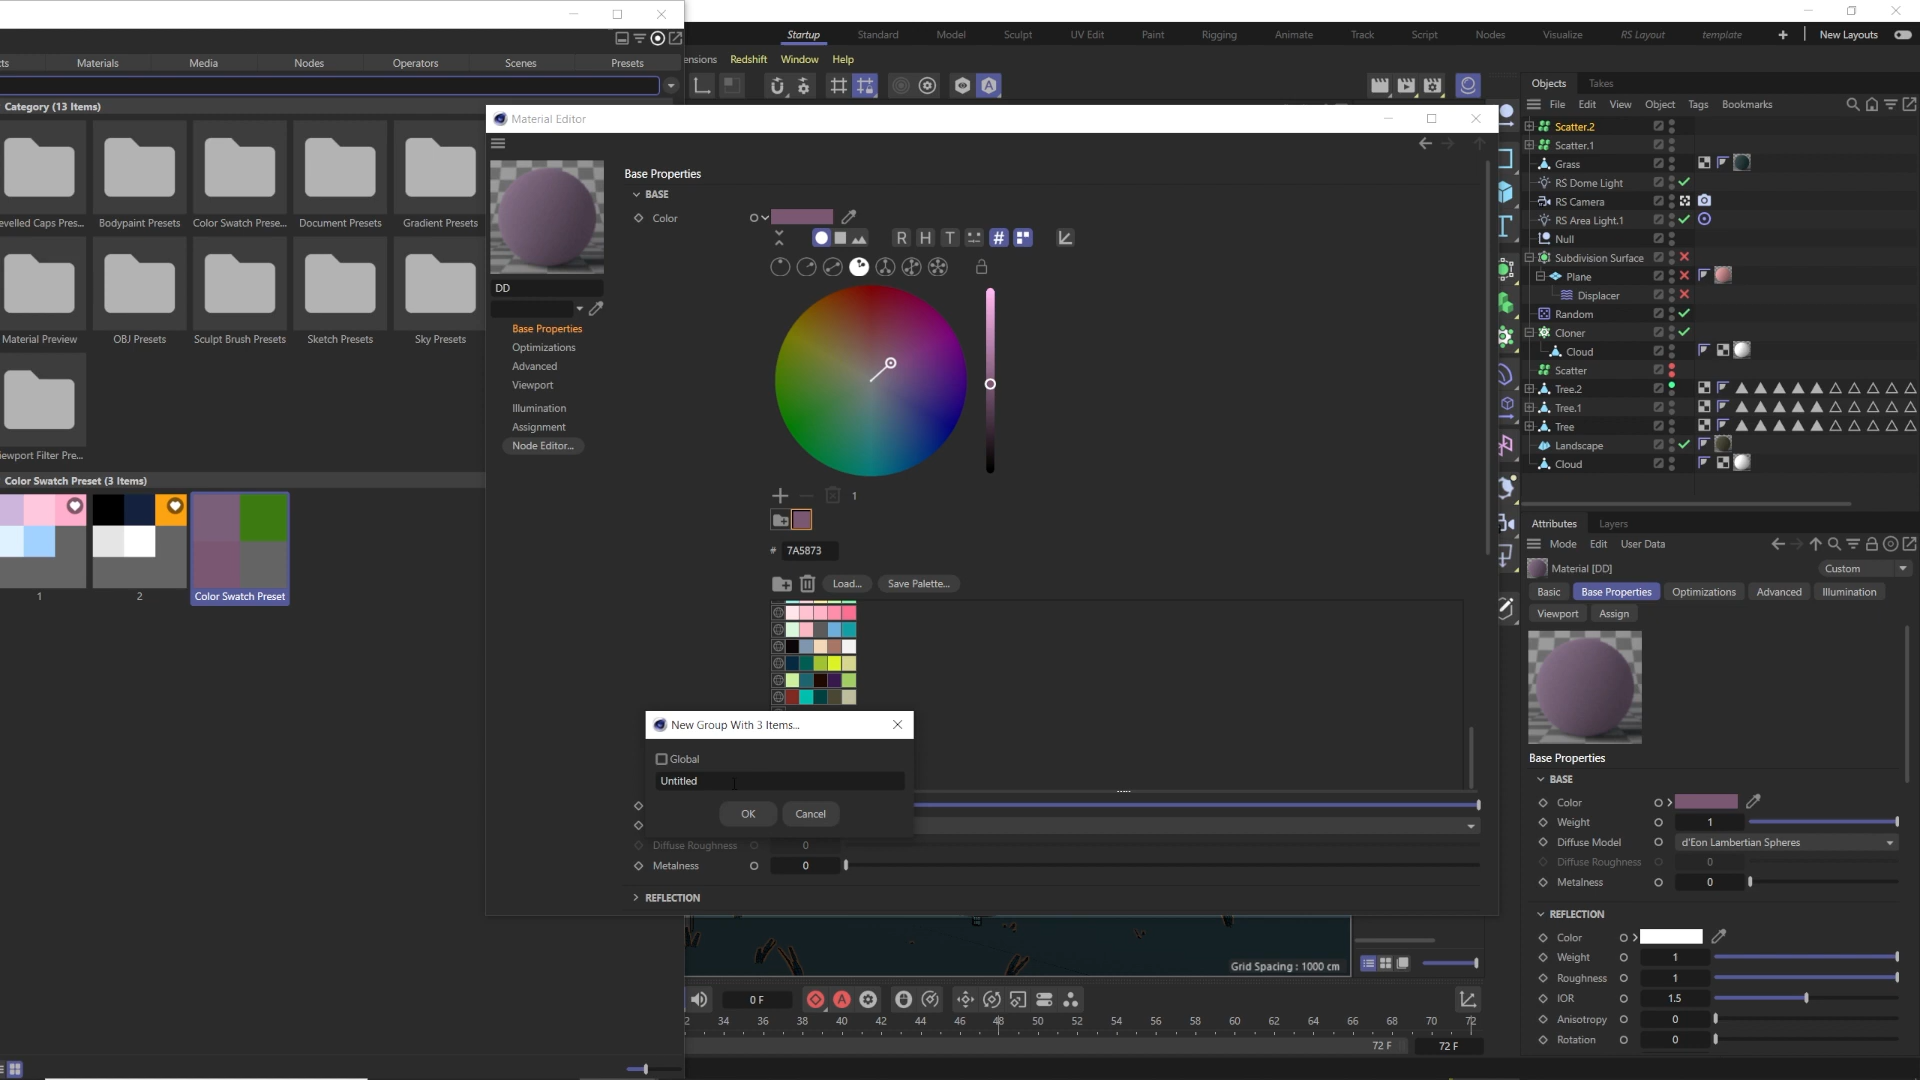 Startup Standard Model Sculpt UV Edit Paint Rigging Animate Track Script Nodes Visualize RS Layout template New Layouts
Materials Media Nodes Operators Scenes Presets
Redshift Window Help
Category (13 Items)
Bodypaint Presets Color Swatch Prese... Document Presets Gradient Presets
Material Preview OBJ Presets Sculpt Brush Presets Sketch Presets Sky Presets
Color Swatch Preset (3 Items)
1 2 Color Swatch Preset
Material Editor
DD
Base Properties
Optimizations
Advanced
Viewport
Illumination
Assignment
Node Editor...
Base Properties
BASE
Color
R H T #
1
# 7A5873
Load... Save Palette...
New Group With 3 Items...
Global
Untitled
OK Cancel
Diffuse Roughness 0
Metalness 0
REFLECTION
Grid Spacing : 1000 cm
0 F
34 36 38 40 42 44 46 48 50 52 54 56 58 60 62 64 66 68 70 72
72 F 72 F
Objects Takes
File Edit View Object Tags Bookmarks
Scatter.2
Scatter.1
Grass
RS Dome Light
RS Camera
RS Area Light.1
Null
Subdivision Surface
Plane
Displacer
Random
Cloner
Cloud
Scatter
Tree.2
Tree.1
Tree
Landscape
Cloud
Attributes Layers
Mode Edit User Data
Material [DD] Custom
Basic Base Properties Optimizations Advanced Illumination
Viewport Assign
Base Properties
BASE
Color
Weight 1
Diffuse Model d'Eon Lambertian Spheres
Diffuse Roughness 0
Metalness 0
REFLECTION
Color
Weight 1
Roughness 1
IOR 1.5
Anisotropy 0
Rotation 0